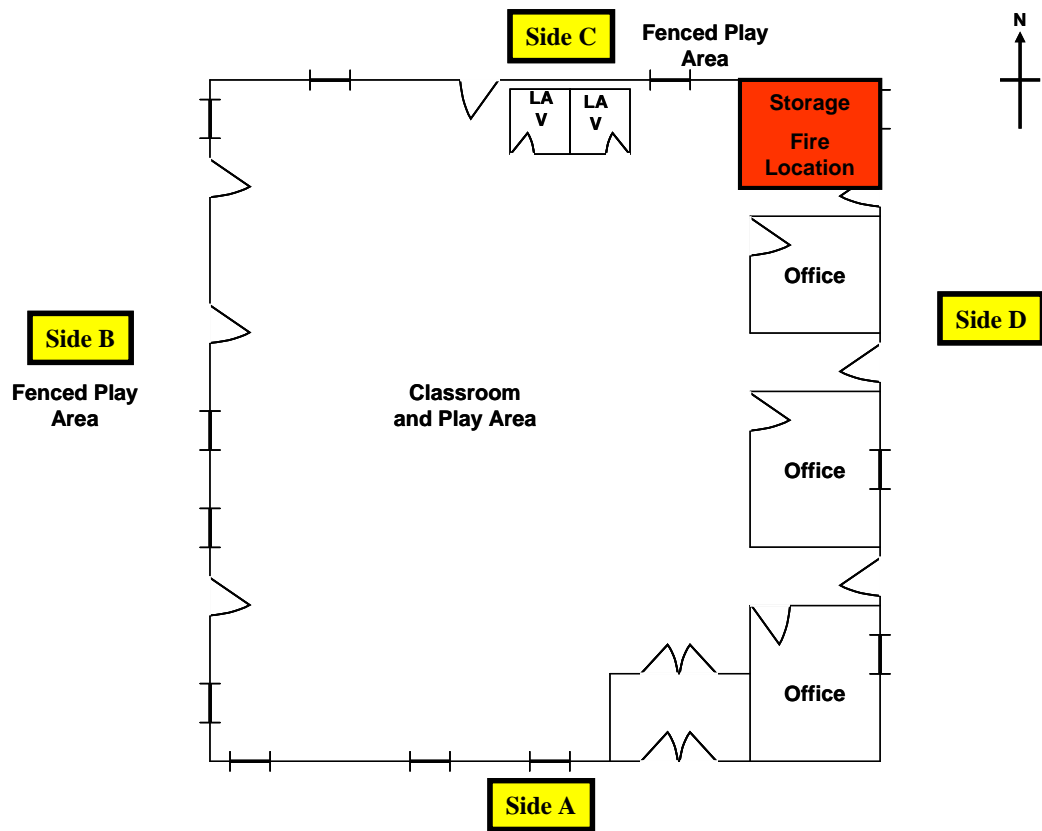 Side C
Fenced Play
Area
N
LA
V
LA
V
Storage
Fire
Location
Office
Side B
Side D
Fenced Play
Area
Classroom
and Play Area
Office
Office
Side A